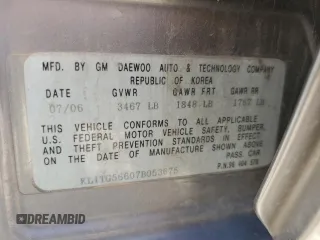 MFD. BY GM DAEWOO AUTO & TECHNOLOGY COMPANY
REPUBLIC OF KOREA
DATE GVWR GAWR FRT GAWR RR
07/06 3467 LB 1848 LB
THIS VEHICLE CONFORMS TO ALL APPLICABLE
U.S. FEDERAL MOTOR VEHICLE SAFETY, BUMPER,
AND THEFT PREVENTION STANDARDS IN EFFECT
ON THE DATE OF MANUFACTURE SHOWN ABOVE
PASS CAR
P.N.96
DREAMBID